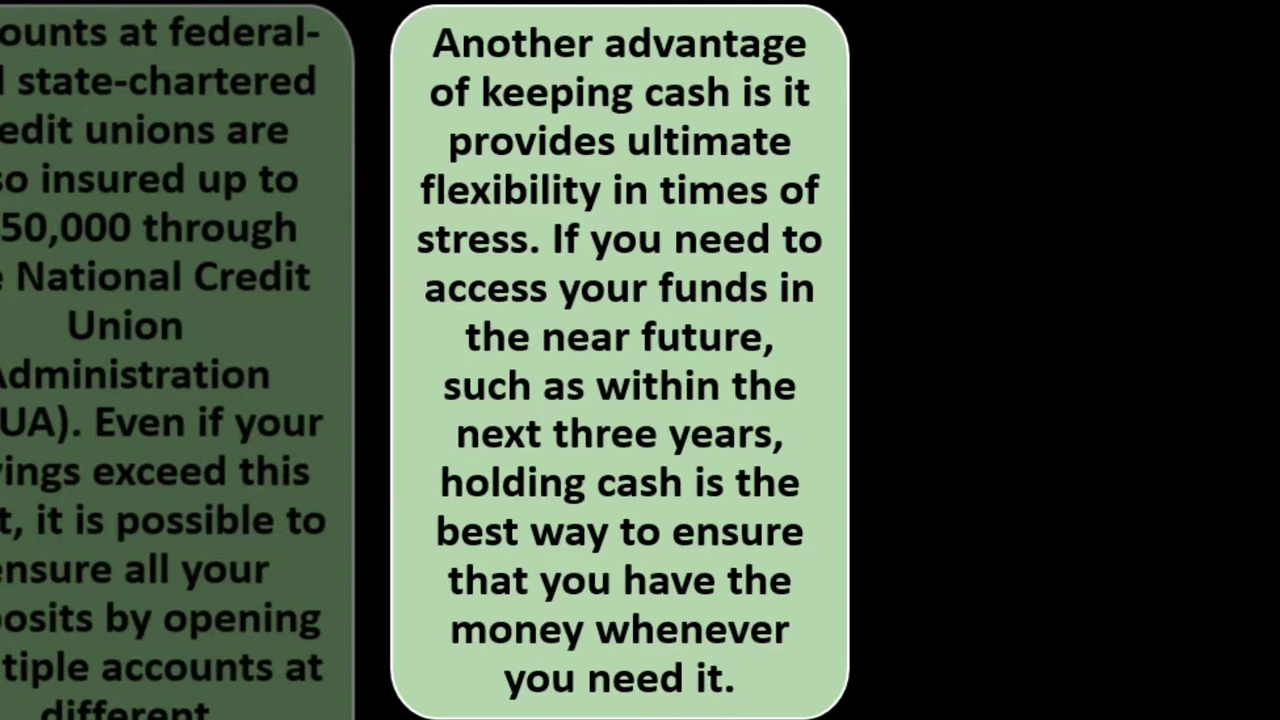 ounts at federal-
state-chartered
edit unions are
so insured up to
50,000 through
National Credit
Union
Administration
UA). Even if your
ings exceed this
t, it is possible to
ensure all your
osits by opening
tiple accounts at
different
Another advantage
of keeping cash is it
provides ultimate
flexibility in times of
stress. If you need to
access your funds in
the near future,
such as within the
next three years,
holding cash is the
best way to ensure
that you have the
money whenever
you need it.